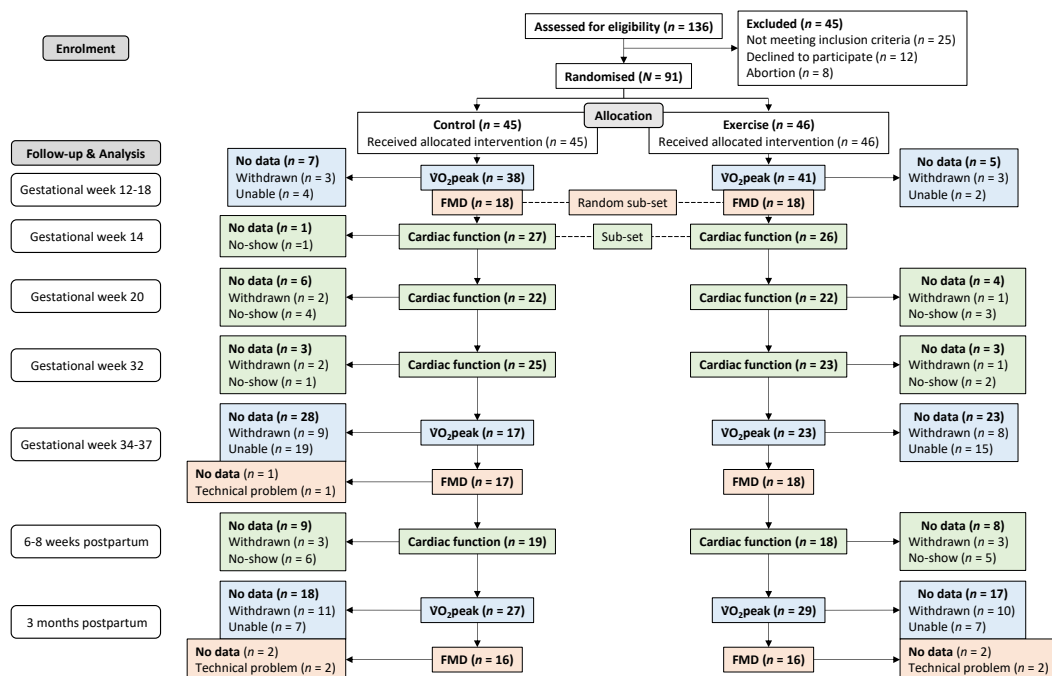 Assessed for eligibility (n = 136)
Excluded (n = 45)
Not meeting inclusion criteria (n = 25)
Declined to participate (n = 12)
Abortion (n = 8)
Enrolment
Randomised (N = 91)
Allocation
Control (n = 45)
Received allocated intervention (n = 45)
Exercise (n = 46)
Received allocated intervention (n = 46)
Follow-up & Analysis
Gestational week 12-18
No data (n = 7)
Withdrawn (n = 3)
Unable (n = 4)
V̇O₂peak (n = 38)
V̇O₂peak (n = 41)
No data (n = 5)
Withdrawn (n = 3)
Unable (n = 2)
FMD (n = 18)
Random sub-set
FMD (n = 18)
Gestational week 14
No data (n = 1)
No-show (n =1)
Cardiac function (n = 27)
Sub-set
Cardiac function (n = 26)
Gestational week 20
No data (n = 6)
Withdrawn (n = 2)
No-show (n = 4)
Cardiac function (n = 22)
Cardiac function (n = 22)
No data (n = 4)
Withdrawn (n = 1)
No-show (n = 3)
Gestational week 32
No data (n = 3)
Withdrawn (n = 2)
No-show (n = 1)
Cardiac function (n = 25)
Cardiac function (n = 23)
No data (n = 3)
Withdrawn (n = 1)
No-show (n = 2)
Gestational week 34-37
No data (n = 28)
Withdrawn (n = 9)
Unable (n = 19)
V̇O₂peak (n = 17)
V̇O₂peak (n = 23)
No data (n = 23)
Withdrawn (n = 8)
Unable (n = 15)
No data (n = 1)
Technical problem (n = 1)
FMD (n = 17)
FMD (n = 18)
6-8 weeks postpartum
No data (n = 9)
Withdrawn (n = 3)
No-show (n = 6)
Cardiac function (n = 19)
Cardiac function (n = 18)
No data (n = 8)
Withdrawn (n = 3)
No-show (n = 5)
3 months postpartum
No data (n = 18)
Withdrawn (n = 11)
Unable (n = 7)
V̇O₂peak (n = 27)
V̇O₂peak (n = 29)
No data (n = 17)
Withdrawn (n = 10)
Unable (n = 7)
No data (n = 2)
Technical problem (n = 2)
FMD (n = 16)
FMD (n = 16)
No data (n = 2)
Technical problem (n = 2)